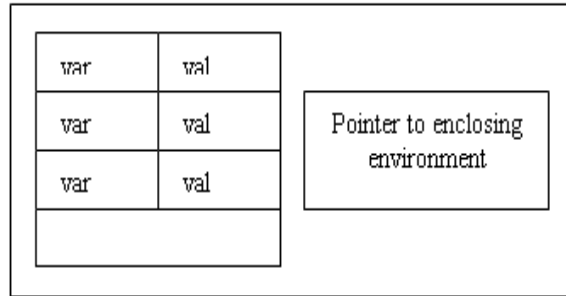 var val
var val
var val
Pointer to enclosing
environment